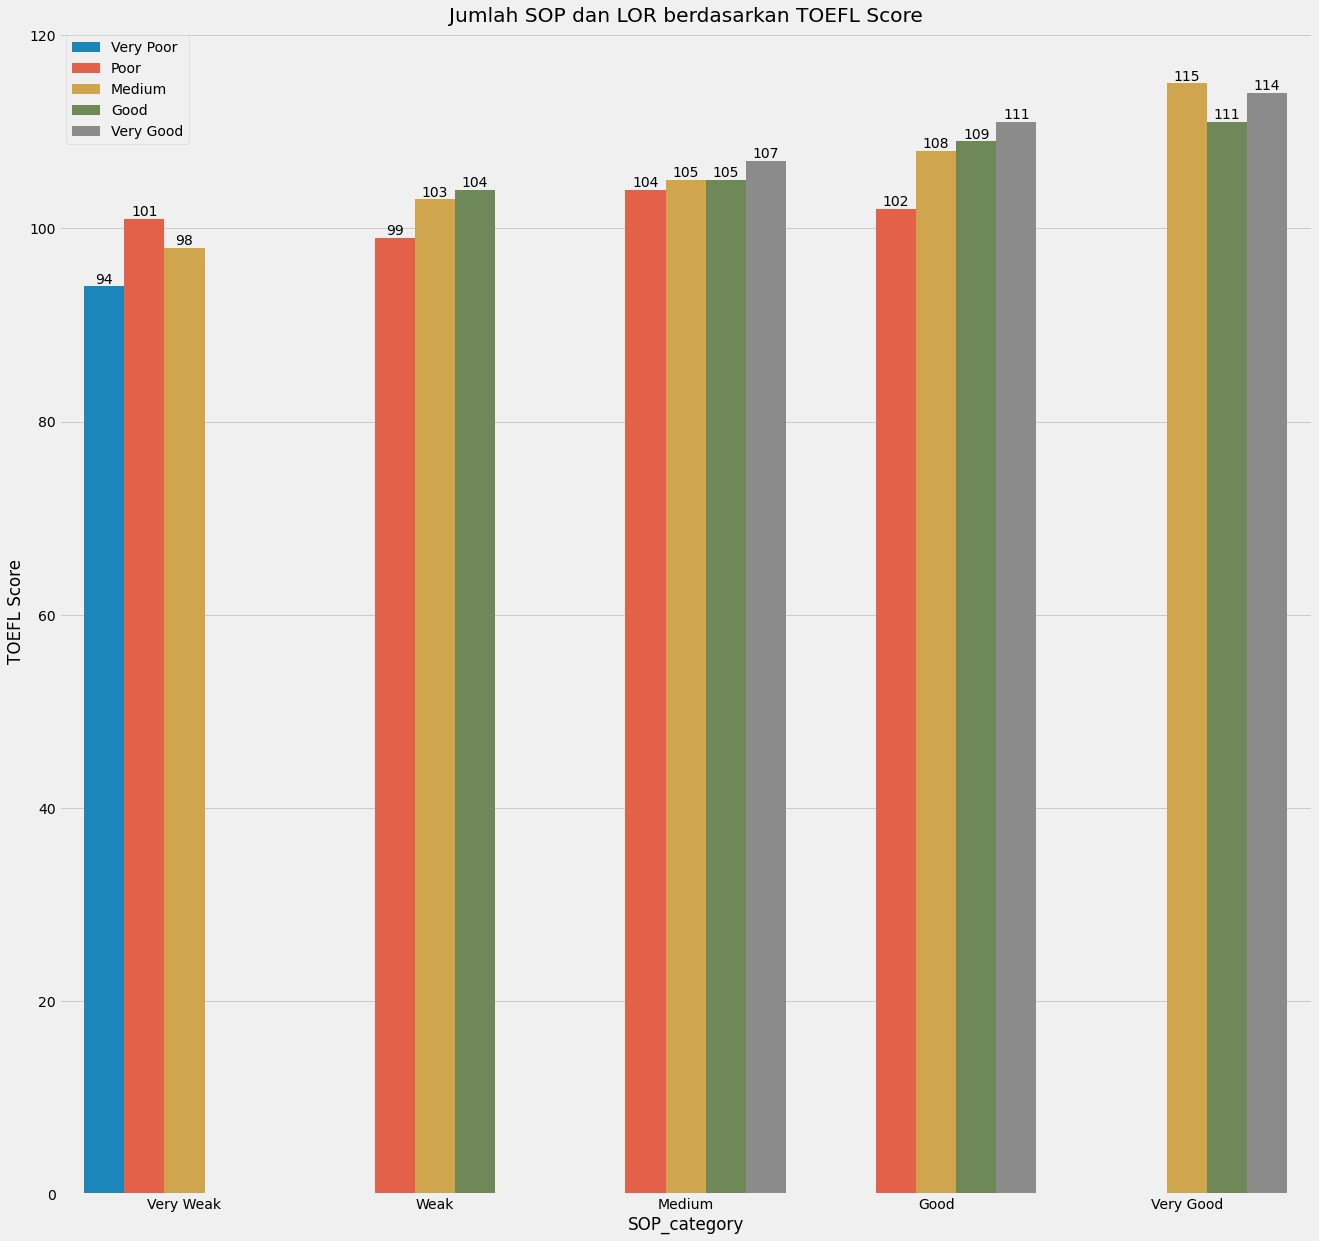 Jumlah SOP dan LOR berdasarkan TOEFL Score
120
100
80
60
40
20
0
TOEFL Score
Very Poor
Poor
Medium
Good
Very Good
94
101
98
99
103
104
104
105
105
107
102
108
109
111
115
111
114
Very Weak
Weak
Medium
Good
Very Good
SOP_category